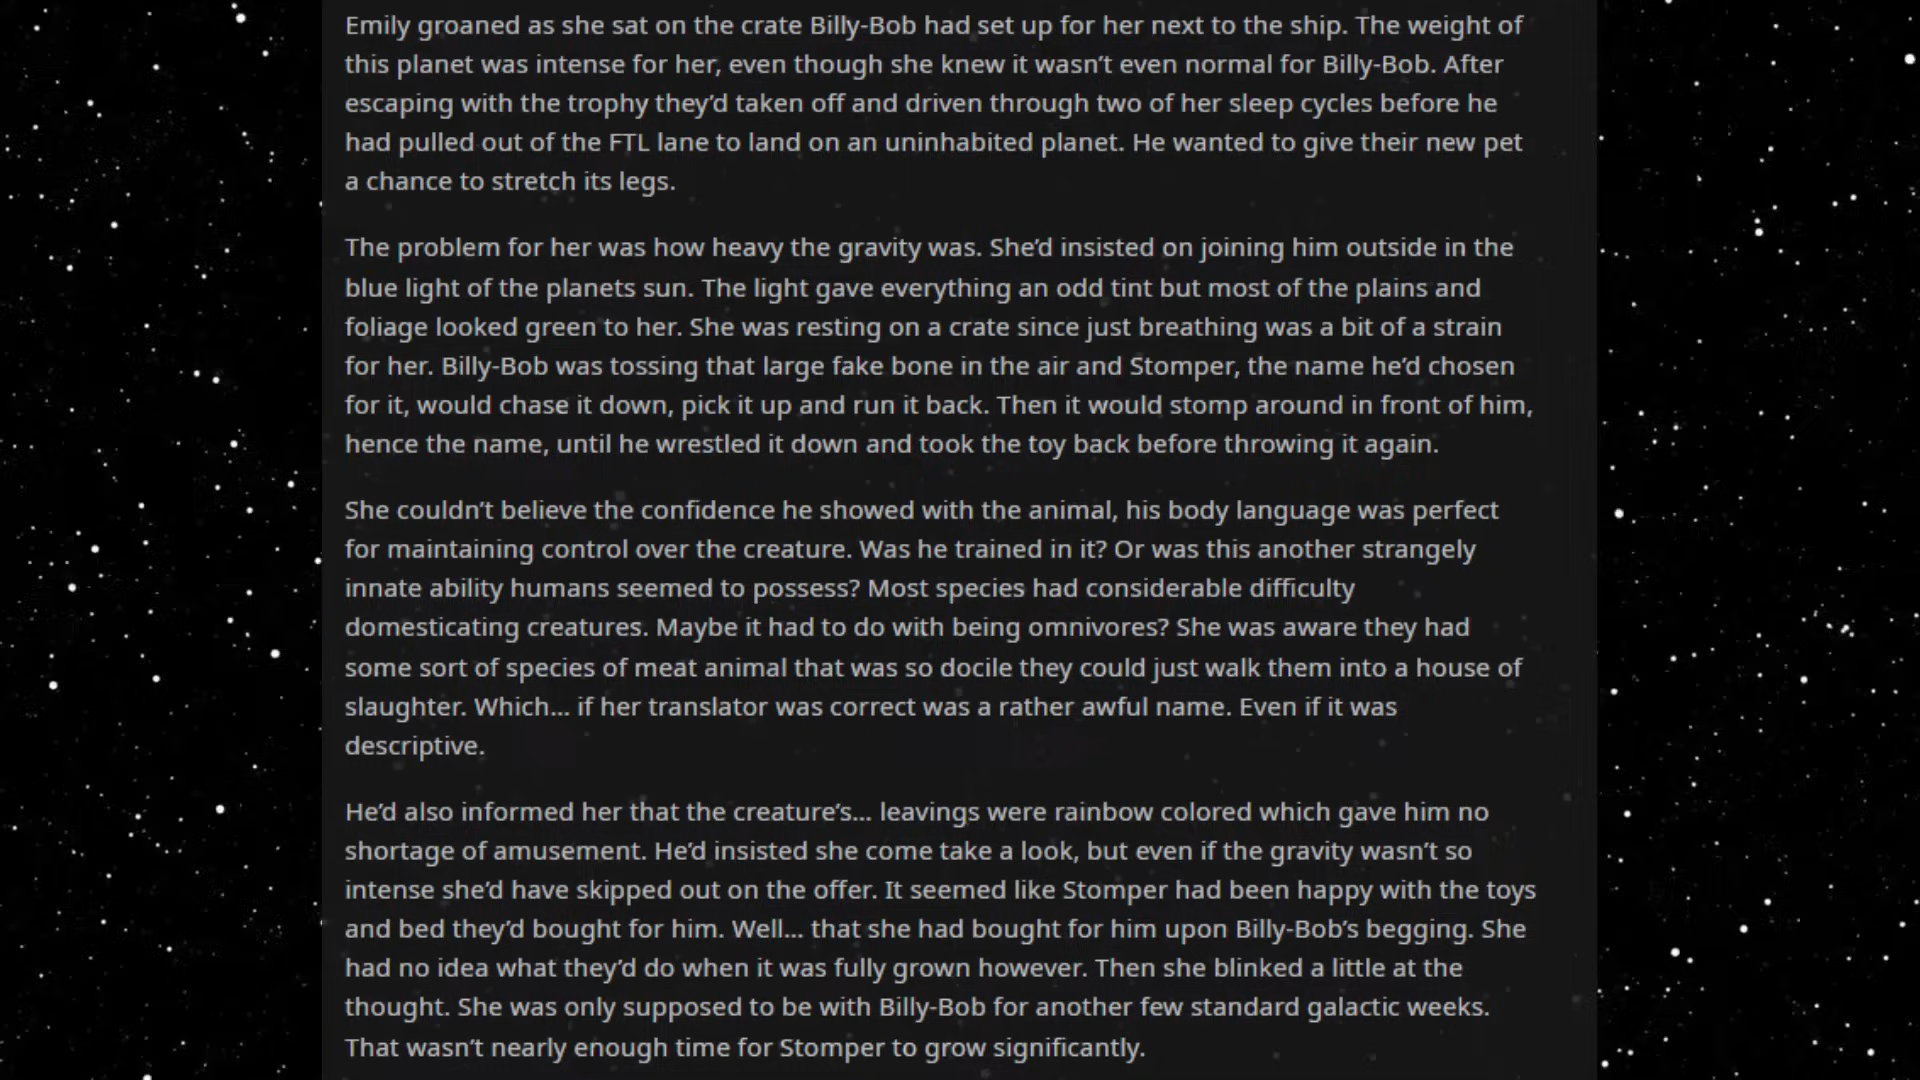 Emily groaned as she sat on the crate Billy-Bob had set up for her next to the ship. The weight of
this planet was intense for her, even though she knew it wasn’t even normal for Billy-Bob. After
escaping with the trophy they’d taken off and driven through two of her sleep cycles before he
had pulled out of the FTL lane to land on an uninhabited planet. He wanted to give their new pet
a chance to stretch its legs.
The problem for her was how heavy the gravity was. She’d insisted on joining him outside in the
blue light of the planets sun. The light gave everything an odd tint but most of the plains and
foliage looked green to her. She was resting on a crate since just breathing was a bit of a strain
for her. Billy-Bob was tossing that large fake bone in the air and Stomper, the name he’d chosen
for it, would chase it down, pick it up and run it back. Then it would stomp around in front of him,
hence the name, until he wrestled it down and took the toy back before throwing it again.
She couldn’t believe the confidence he showed with the animal, his body language was perfect
for maintaining control over the creature. Was he trained in it? Or was this another strangely
innate ability humans seemed to possess? Most species had considerable difficulty
domesticating creatures. Maybe it had to do with being omnivores? She was aware they had
some sort of species of meat animal that was so docile they could just walk them into a house of
slaughter. Which... if her translator was correct was a rather awful name. Even if it was
descriptive.
He’d also informed her that the creature’s... leavings were rainbow colored which gave him no
shortage of amusement. He’d insisted she come take a look, but even if the gravity wasn’t so
intense she’d have skipped out on the offer. It seemed like Stomper had been happy with the toys
and bed they’d bought for him. Well... that she had bought for him upon Billy-Bob’s begging. She
had no idea what they’d do when it was fully grown however. Then she blinked a little at the
thought. She was only supposed to be with Billy-Bob for another few standard galactic weeks.
That wasn’t nearly enough time for Stomper to grow significantly.